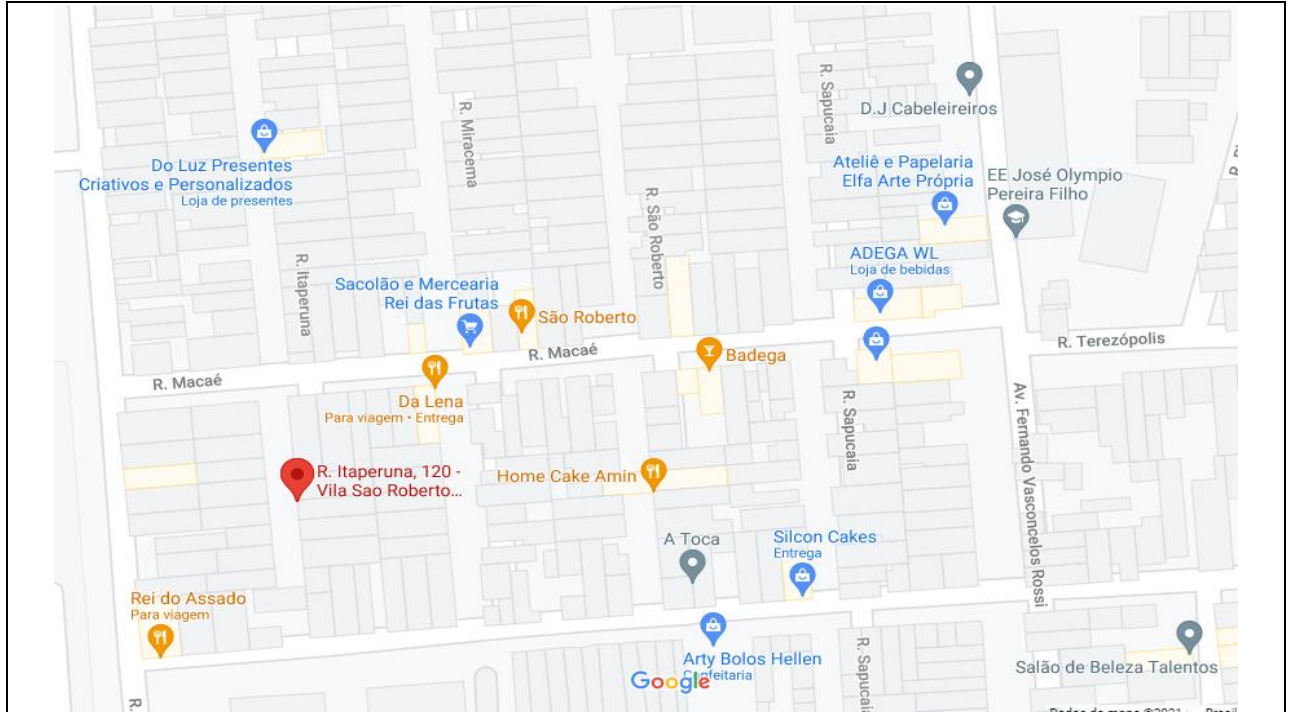 R. Sapucaia
D.J Cabeleireiros
R. Miracema
Do Luz Presentes
Criativos e Personalizados
Loja de presentes
Ateliê e Papelaria
Elfa Arte Própria
EE José Olympio
Pereira Filho
R. São Roberto
R. Itaperuna
ADEGA WL
Loja de bebidas
Sacolão e Mercearia
Rei das Frutas
São Roberto
R. Terezópolis
R. Macaé
Badega
R. Macaé
Da Lena
Para viagem • Entrega
R. Sapucaia
Av. Fernando Vasconcelos Rossi
R. Itaperuna, 120 -
Vila Sao Roberto...
Home Cake Amin
A Toca
Silcon Cakes
Entrega
Rei do Assado
Para viagem
Arty Bolos Hellen
Confeitaria
Google
R. Sapucaia
Salão de Beleza Talentos
R.